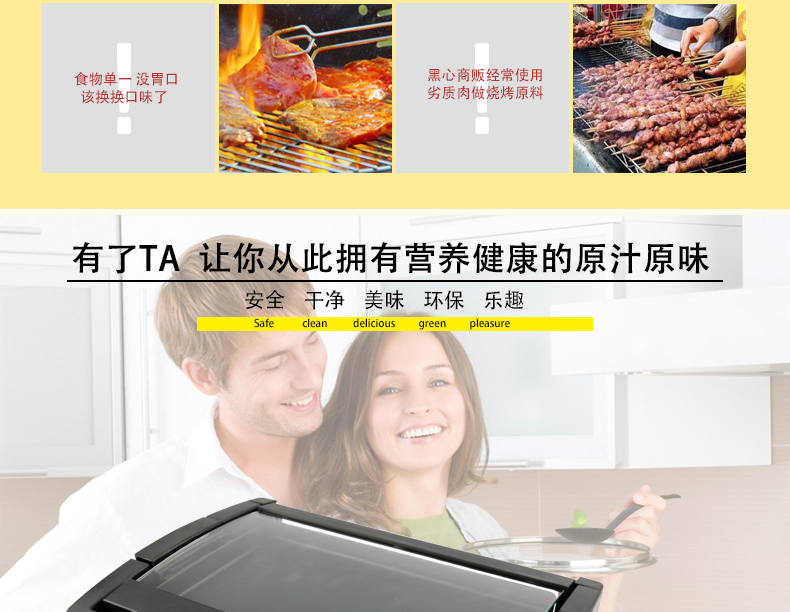 食物单一 没胃口
该换换口味了
黑心商贩经常使用
劣质肉做烧烤原料
有了TA 让你从此拥有营养健康的原汁原味
安全 干净 美味 环保 乐趣
Safe clean delicious green pleasure